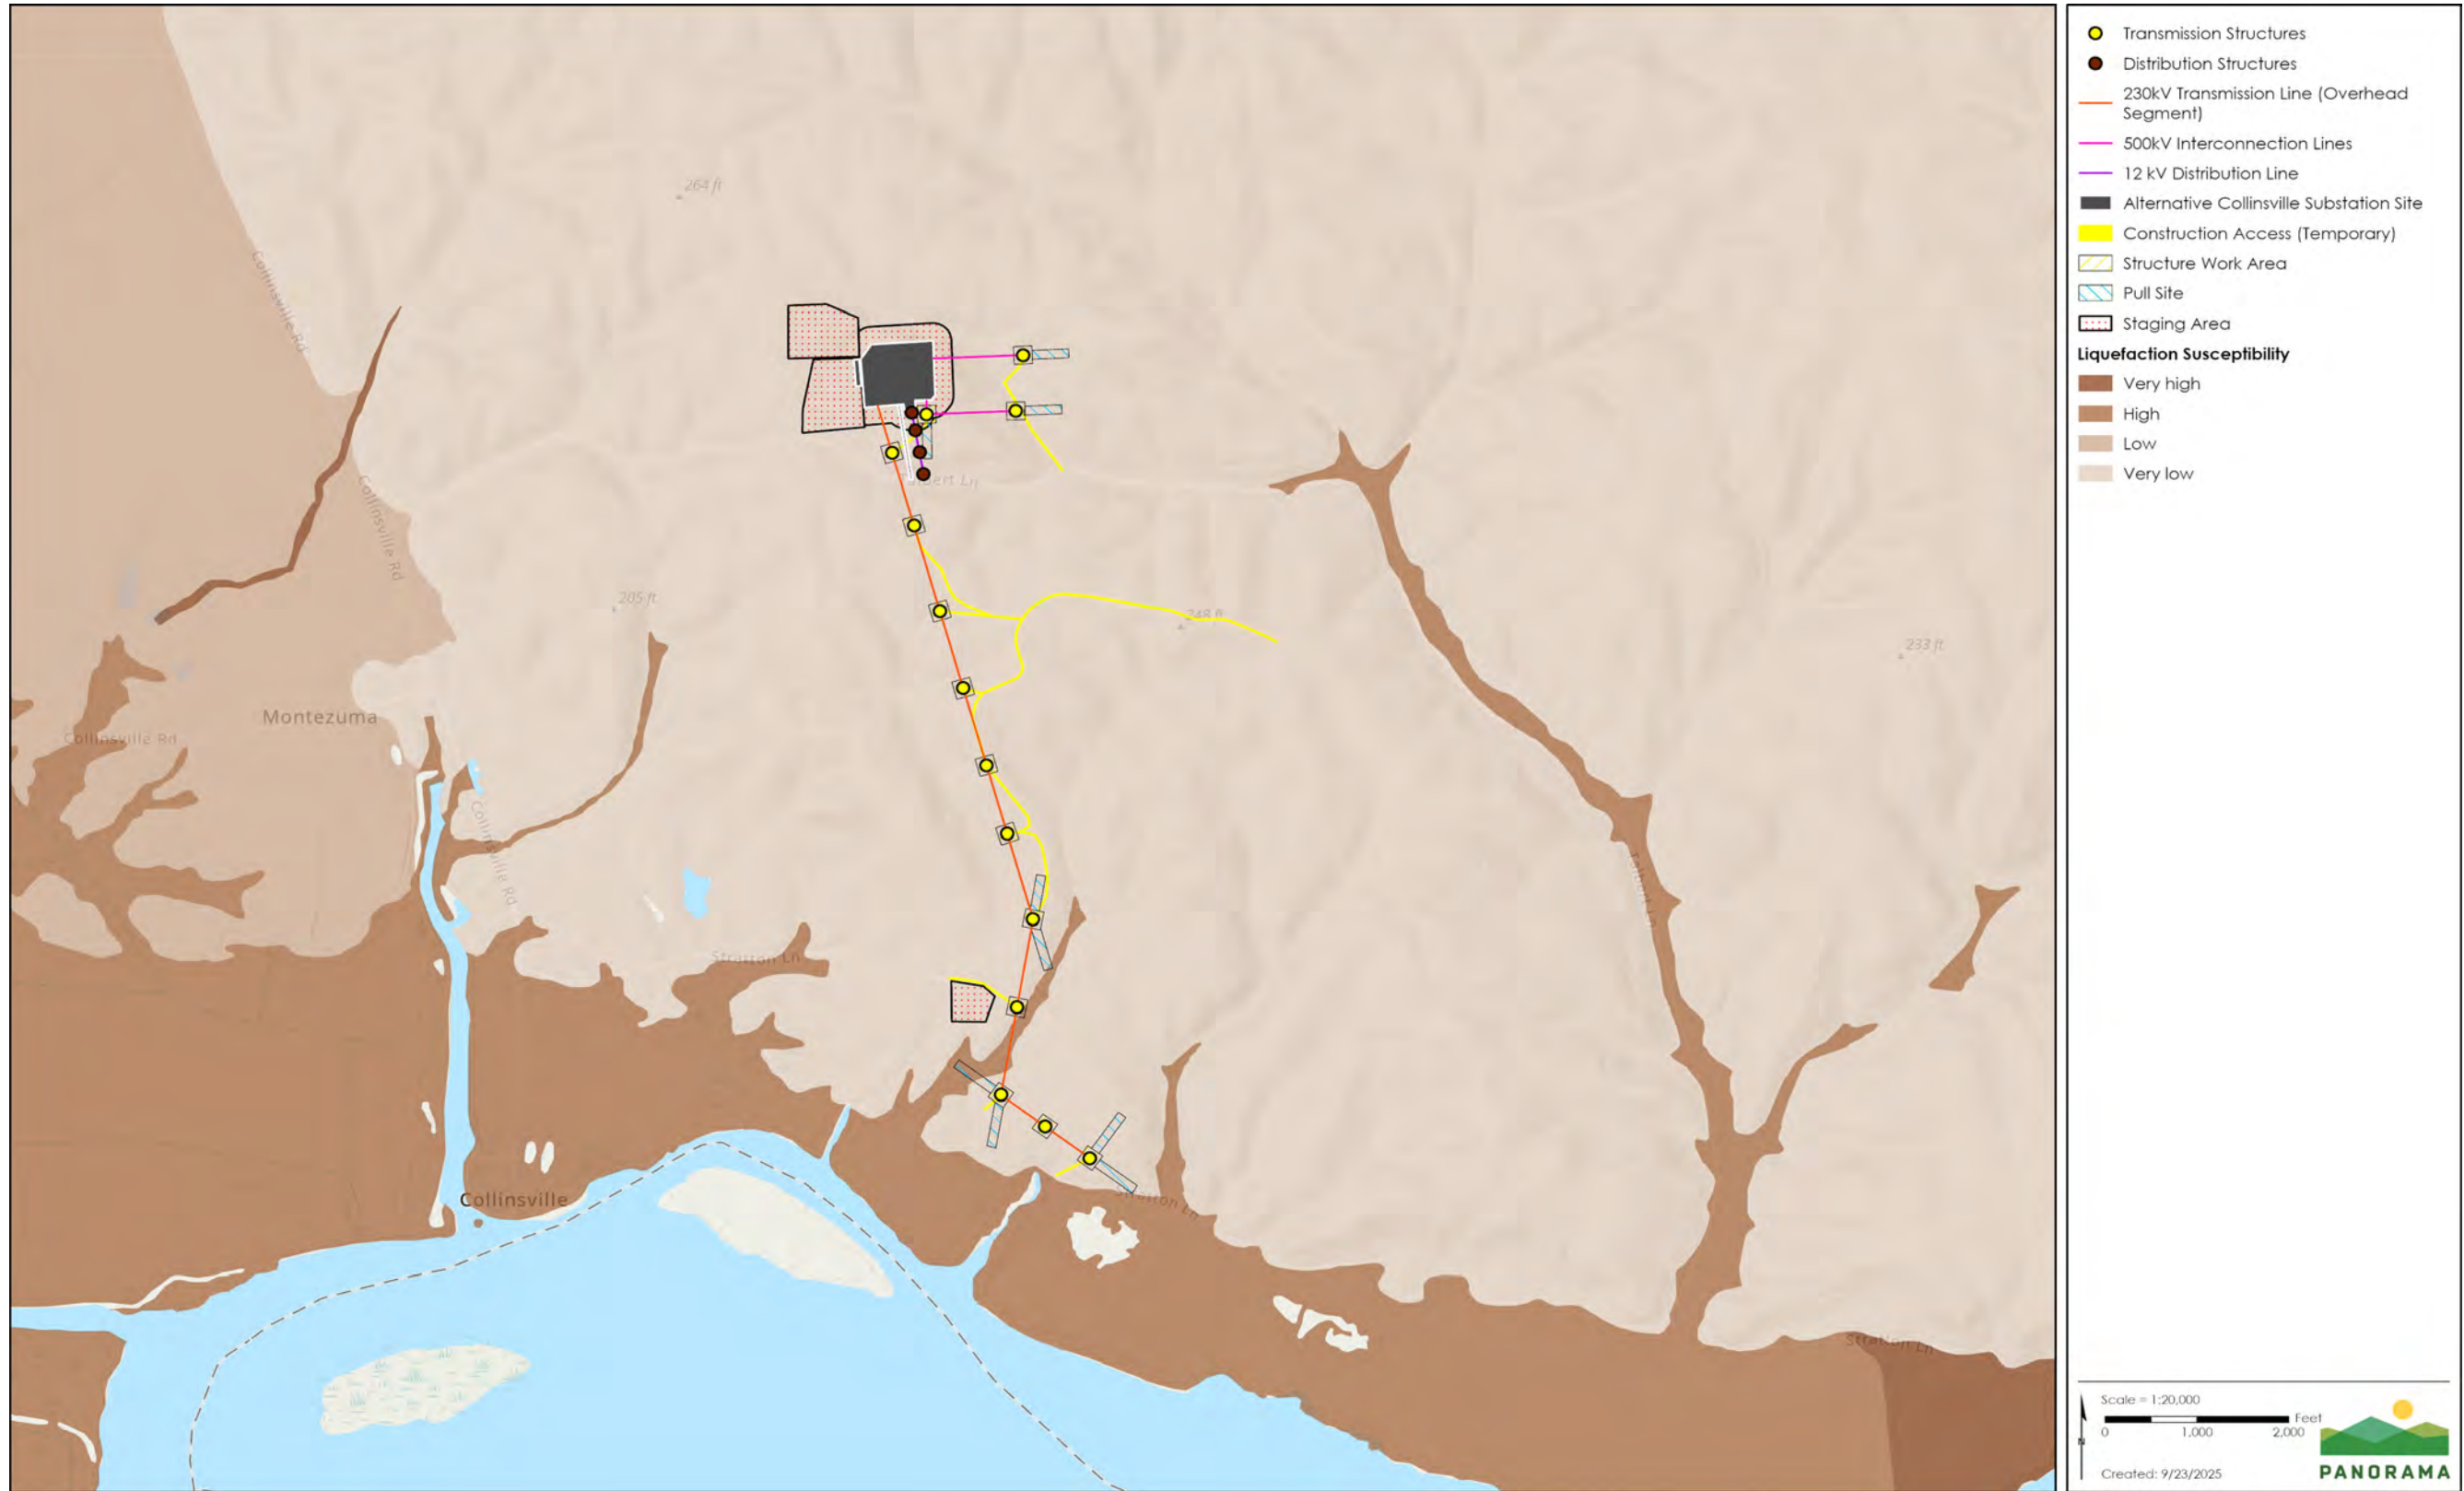 264 ft
Collinsville Rd
Collinsville Rd
Talbert Ln
205 ft
248 ft
233 ft
Montezuma
Collinsville Rd
Collinsville Rd
Talbert Ln
Stratton Ln
Collinsville
Stratton Ln
Stratton Ln
Transmission Structures
Distribution Structures
230kV Transmission Line (Overhead
Segment)
500kV Interconnection Lines
12 kV Distribution Line
Alternative Collinsville Substation Site
Construction Access (Temporary)
Structure Work Area
Pull Site
Staging Area
Liquefaction Susceptibility
Very high
High
Low
Very low
Scale = 1:20,000
Feet
0 1,000 2,000
N
Created: 9/23/2025
PANORAMA